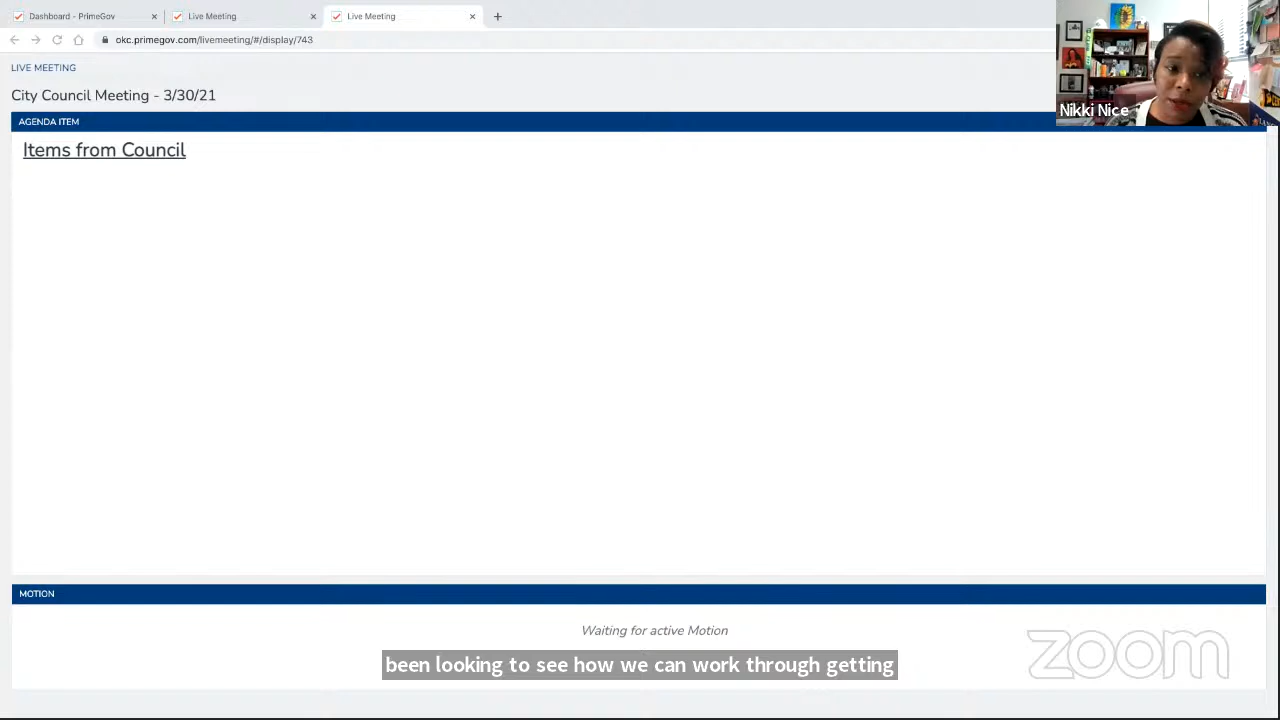 Dashboard - PrimeGov
Live Meeting
Live Meeting
okc.primegov.com/livemeeting/#/display/743
LIVE MEETING
City Council Meeting - 3/30/21
Nikki Nice
AGENDA ITEM
Items from Council
MOTION
Waiting for active Motion
been looking to see how we can work through getting
zoom